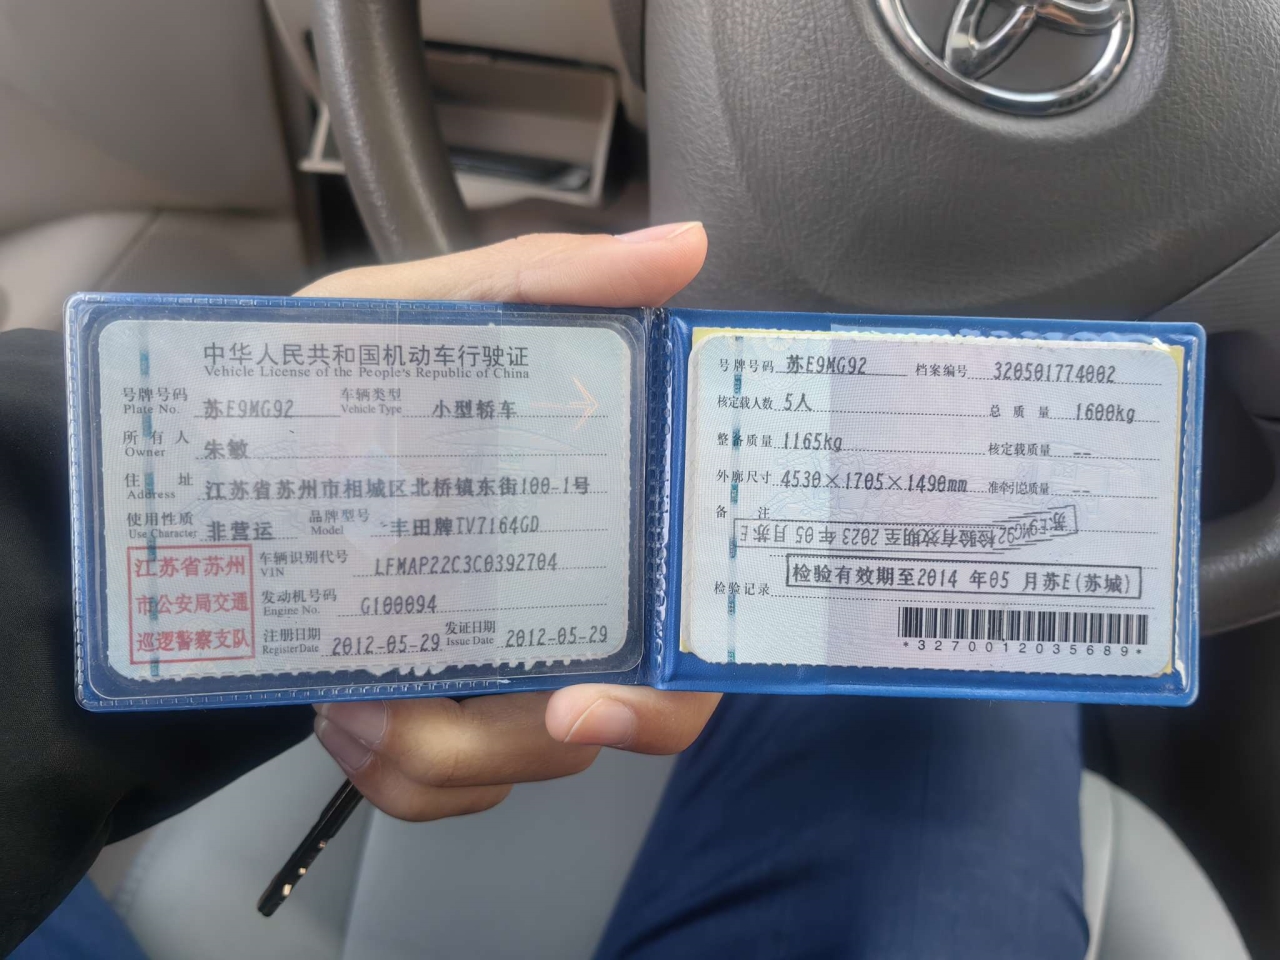 中华人民共和国机动车行驶证
Vehicle License of the People's Republic of China
号牌号码 苏E9MG92 车辆类型 小型轿车
Plate No. Vehicle Type
所有人 朱敏
Owner
住址 江苏省苏州市相城区北桥镇东街100-1号
Address
使用性质 非营运 品牌型号 丰田牌TV7164GD
Use Character Model
江苏省苏州
市公安局交通
巡逻警察支队
车辆识别代号 LFMAP22C3C0392704
VIN
发动机号码 G100094
Engine No.
注册日期 2012-05-29 发证日期 2012-05-29
Register Date Issue Date
号牌号码 苏E9MG92 档案编号 320501774002
核定载人数 5人 总质量 1600kg
整备质量 1165kg 核定载质量 --
外廓尺寸 4530×1705×1490mm 准牵引总质量 --
备注
苏E9MG92检验有效期至2023年05月苏E
检验记录 检验有效期至2014年05月苏E(苏城)
*3270012035689*